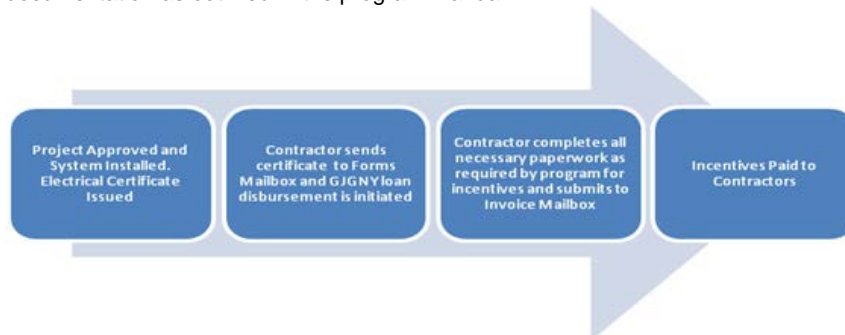 Project Approved and
System Installed.
Electrical Certificate
Issued
Contractor sends
certificate to Forms
Mailbox and GJGNY loan
disbursement is initiated
Contractor completes all
necessary paperwork as
required by program for
incentives and submits to
Invoice Mailbox
Incentives Paid to
Contractors